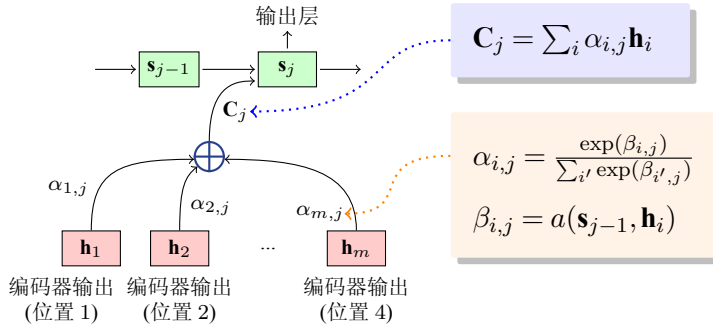 输出层
s_{j−1}
s_j
C_j = ∑_i α_{i,j} h_i
C_j
α_{i,j} = exp(β_{i,j}) / ∑_{i′} exp(β_{i′,j})
β_{i,j} = a(s_{j−1}, h_i)
α_{1,j}
α_{2,j}
α_{m,j}
h_1
h_2
...
h_m
编码器输出
(位置 1)
编码器输出
(位置 2)
编码器输出
(位置 4)